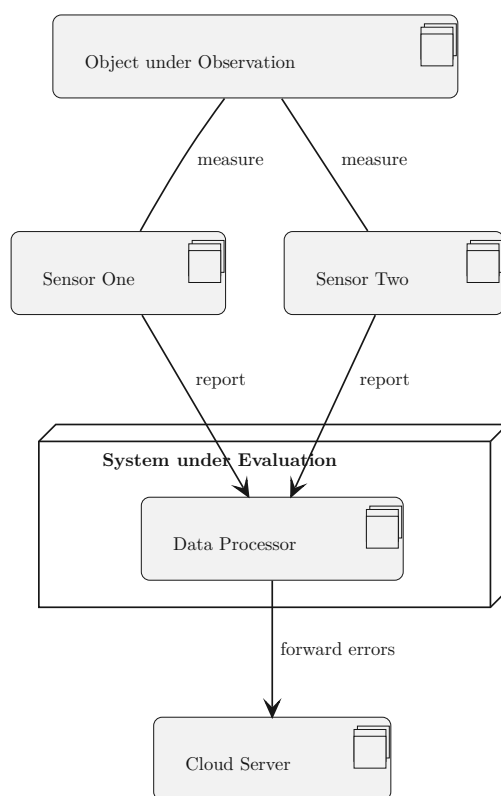 Object under Observation
measure
measure
Sensor One
Sensor Two
report
report
System under Evaluation
Data Processor
forward errors
Cloud Server